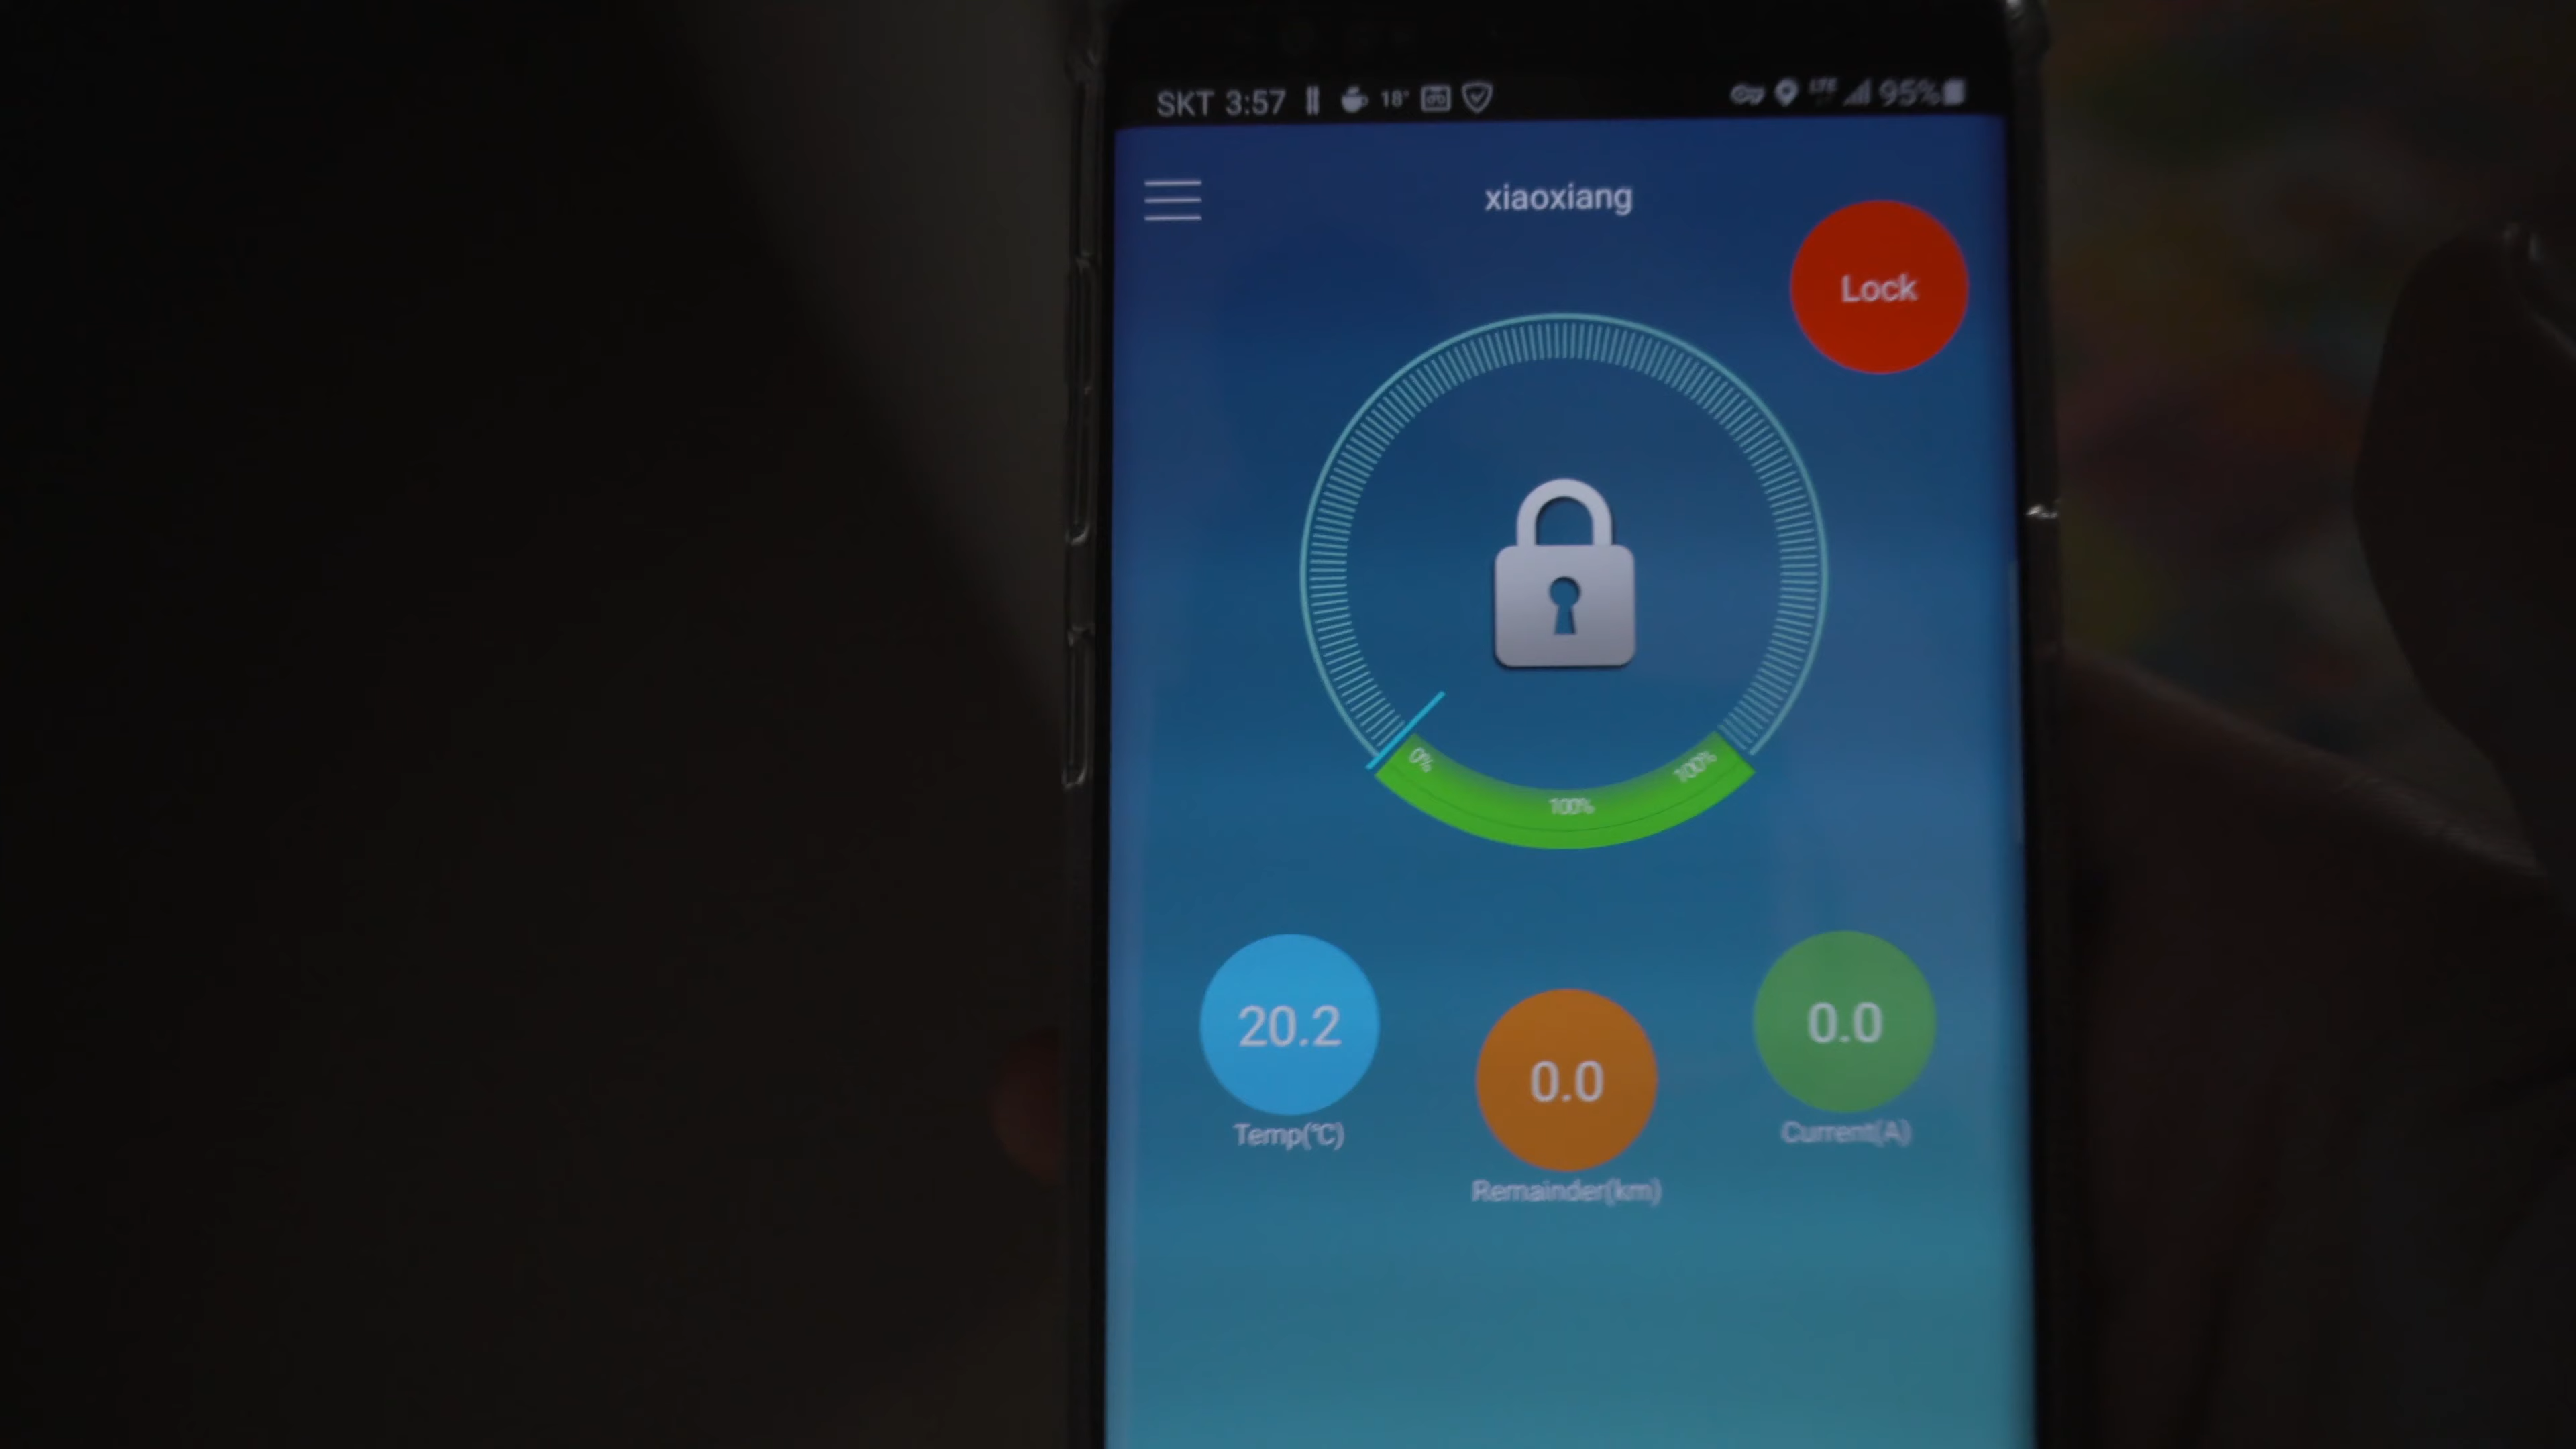 SKT 3:57 18° LTE 95%
xiaoxiang
Lock
0% 100% 100%
20.2 0.0 0.0
Temp(℃) Remainder(km) Current(A)